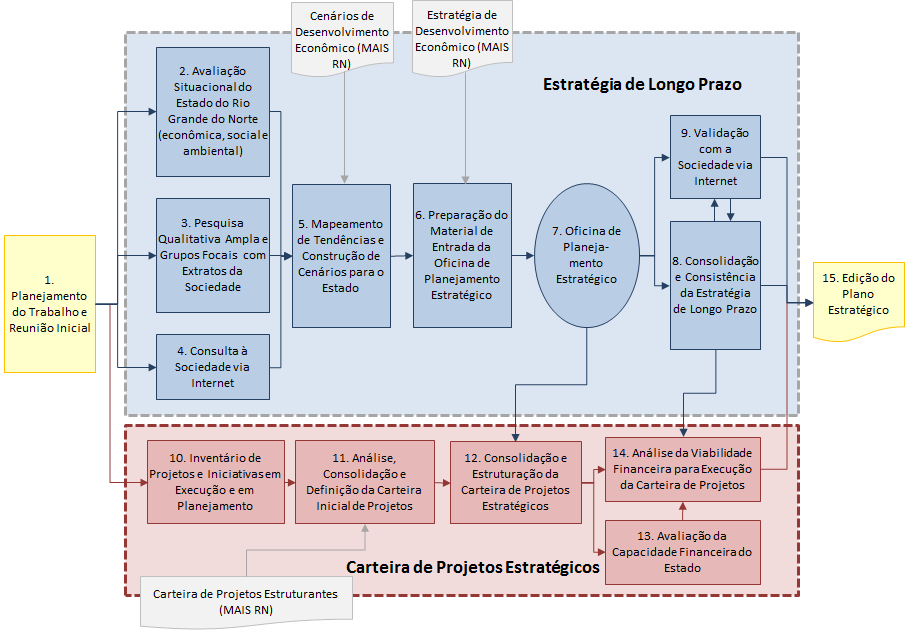 Cenários de
Desenvolvimento
Econômico (MAIS
RN)
Estratégia de
Desenvolvimento
Econômico (MAIS
RN)
Estratégia de Longo Prazo
2. Avaliação
Situacional do
Estado do Rio
Grande do Norte
(econômica, social e
ambiental)
3. Pesquisa
Qualitativa Ampla e
Grupos Focais com
Extratos da
Sociedade
4. Consulta à
Sociedade via
Internet
1.
Planejamento
do Trabalho e
Reunião Inicial
5. Mapeamento
de Tendências e
Construção de
Cenários para o
Estado
6. Preparação do
Material de
Entrada da
Oficina de
Planejamento
Estratégico
7. Oficina de
Planeja-
mento
Estratégico
9. Validação
com a
Sociedade via
Internet
8. Consolidação
e Consistência
da Estratégia
de Longo Prazo
15. Edição do
Plano
Estratégico
10. Inventário de
Projetos e Iniciativas em
Execução e em
Planejamento
11. Análise,
Consolidação e
Definição da Carteira
Inicial de Projetos
12. Consolidação e
Estruturação da
Carteira de Projetos
Estratégicos
14. Análise da Viabilidade
Financeira para Execução
da Carteira de Projetos
13. Avaliação da
Capacidade Financeira do
Estado
Carteira de Projetos Estratégicos
Carteira de Projetos Estruturantes
(MAIS RN)